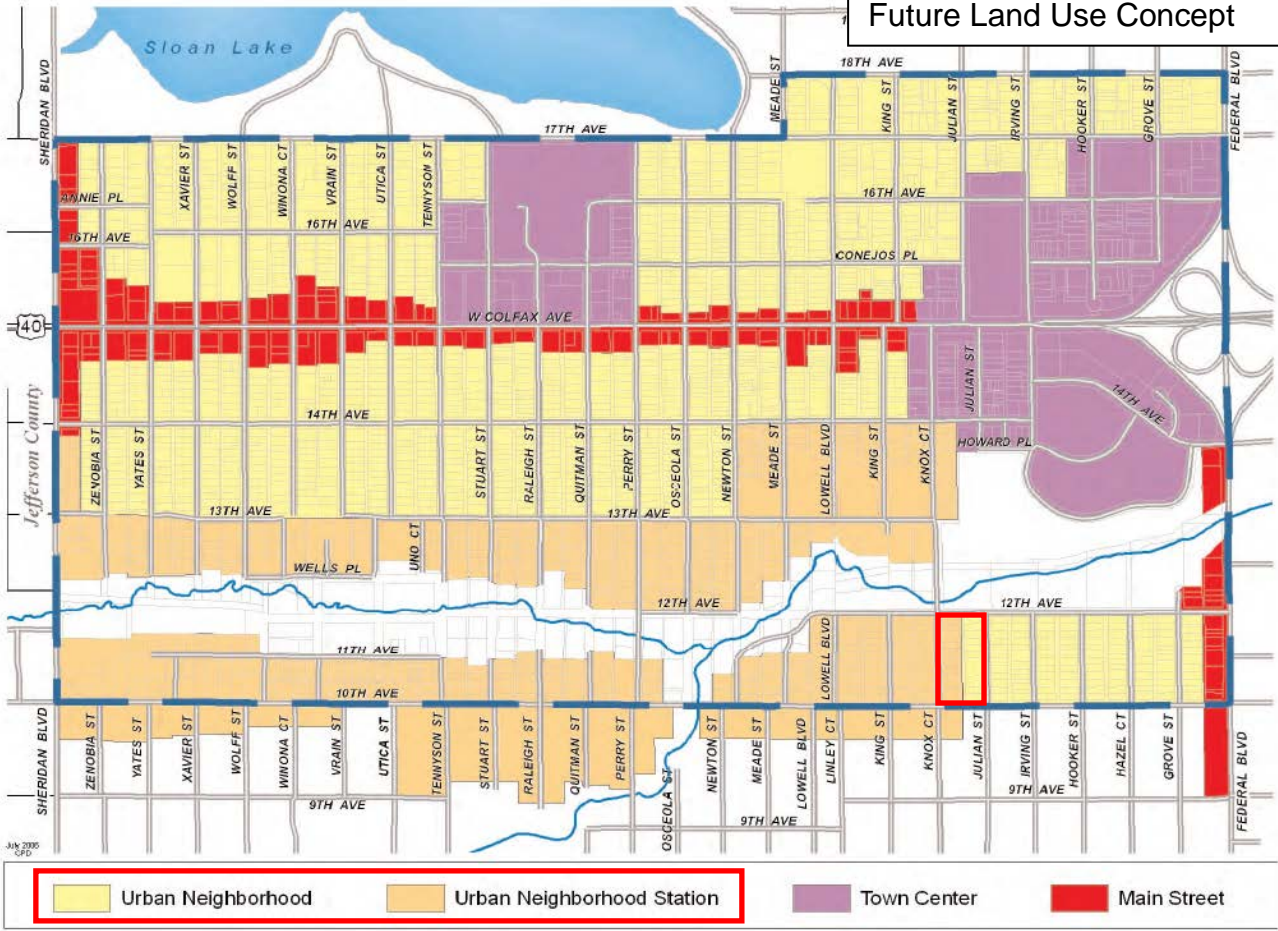 Future Land Use Concept
Sloan Lake
SHERIDAN BLVD
MEADE ST
18TH AVE
KING ST
JULIAN ST
IRVING ST
HOOKER ST
GROVE ST
FEDERAL BLVD
17TH AVE
ANNIE PL
XAVIER ST
WOLFF ST
WINONA CT
VRAIN ST
UTICA ST
TENNYSON ST
16TH AVE
16TH AVE
16TH AVE
CONEJOS PL
40
W COLFAX AVE
Jefferson County
JULIAN ST
14TH AVE
14TH AVE
HOWARD PL
ZENOBIA ST
YATES ST
STUART ST
RALEIGH ST
QUITMAN ST
PERRY ST
OSCEOLA ST
NEWTON ST
MEADE ST
LOWELL BLVD
KING ST
KNOX CT
13TH AVE
13TH AVE
UNO CT
WELLS PL
12TH AVE
12TH AVE
11TH AVE
LOWELL BLVD
10TH AVE
SHERIDAN BLVD
ZENOBIA ST
YATES ST
XAVIER ST
WOLFF ST
WINONA CT
VRAIN ST
UTICA ST
TENNYSON ST
STUART ST
RALEIGH ST
QUITMAN ST
PERRY ST
OSCEOLA ST
NEWTON ST
MEADE ST
LOWELL BLVD
LINLEY CT
KING ST
KNOX CT
JULIAN ST
IRVING ST
HOOKER ST
HAZEL CT
GROVE ST
FEDERAL BLVD
9TH AVE
9TH AVE
9TH AVE
July 2006
CPD
Urban Neighborhood
Urban Neighborhood Station
Town Center
Main Street